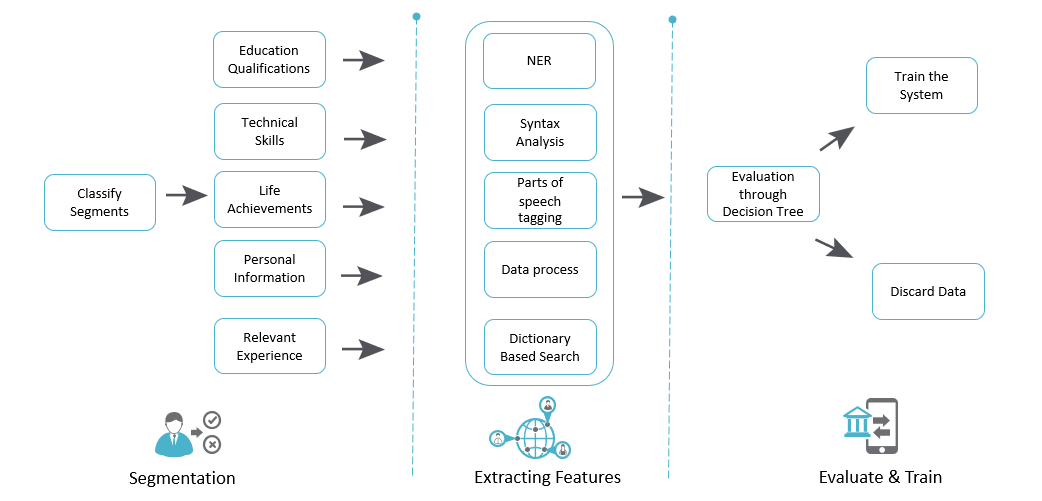 Classify
Segments
Education
Qualifications
Technical
Skills
Life
Achievements
Personal
Information
Relevant
Experience
Segmentation
NER
Syntax
Analysis
Parts of
speech
tagging
Data process
Dictionary
Based Search
Extracting Features
Evaluation
through
Decision Tree
Train the
System
Discard Data
Evaluate & Train